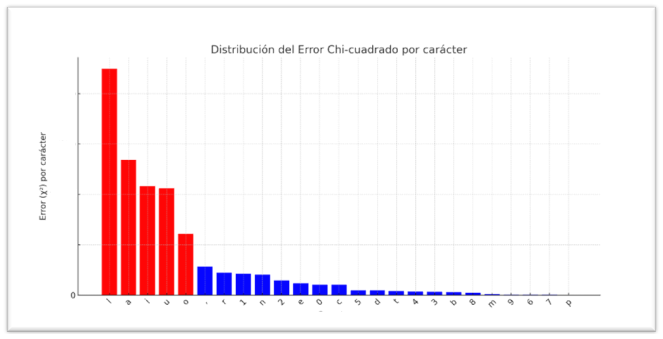 Distribución del Error Chi-cuadrado por carácter
Error (χ²) por carácter
0
l a i u o , r 1 n 2 e 0 c 5 d t 4 3 b 8 m 9 6 7 p